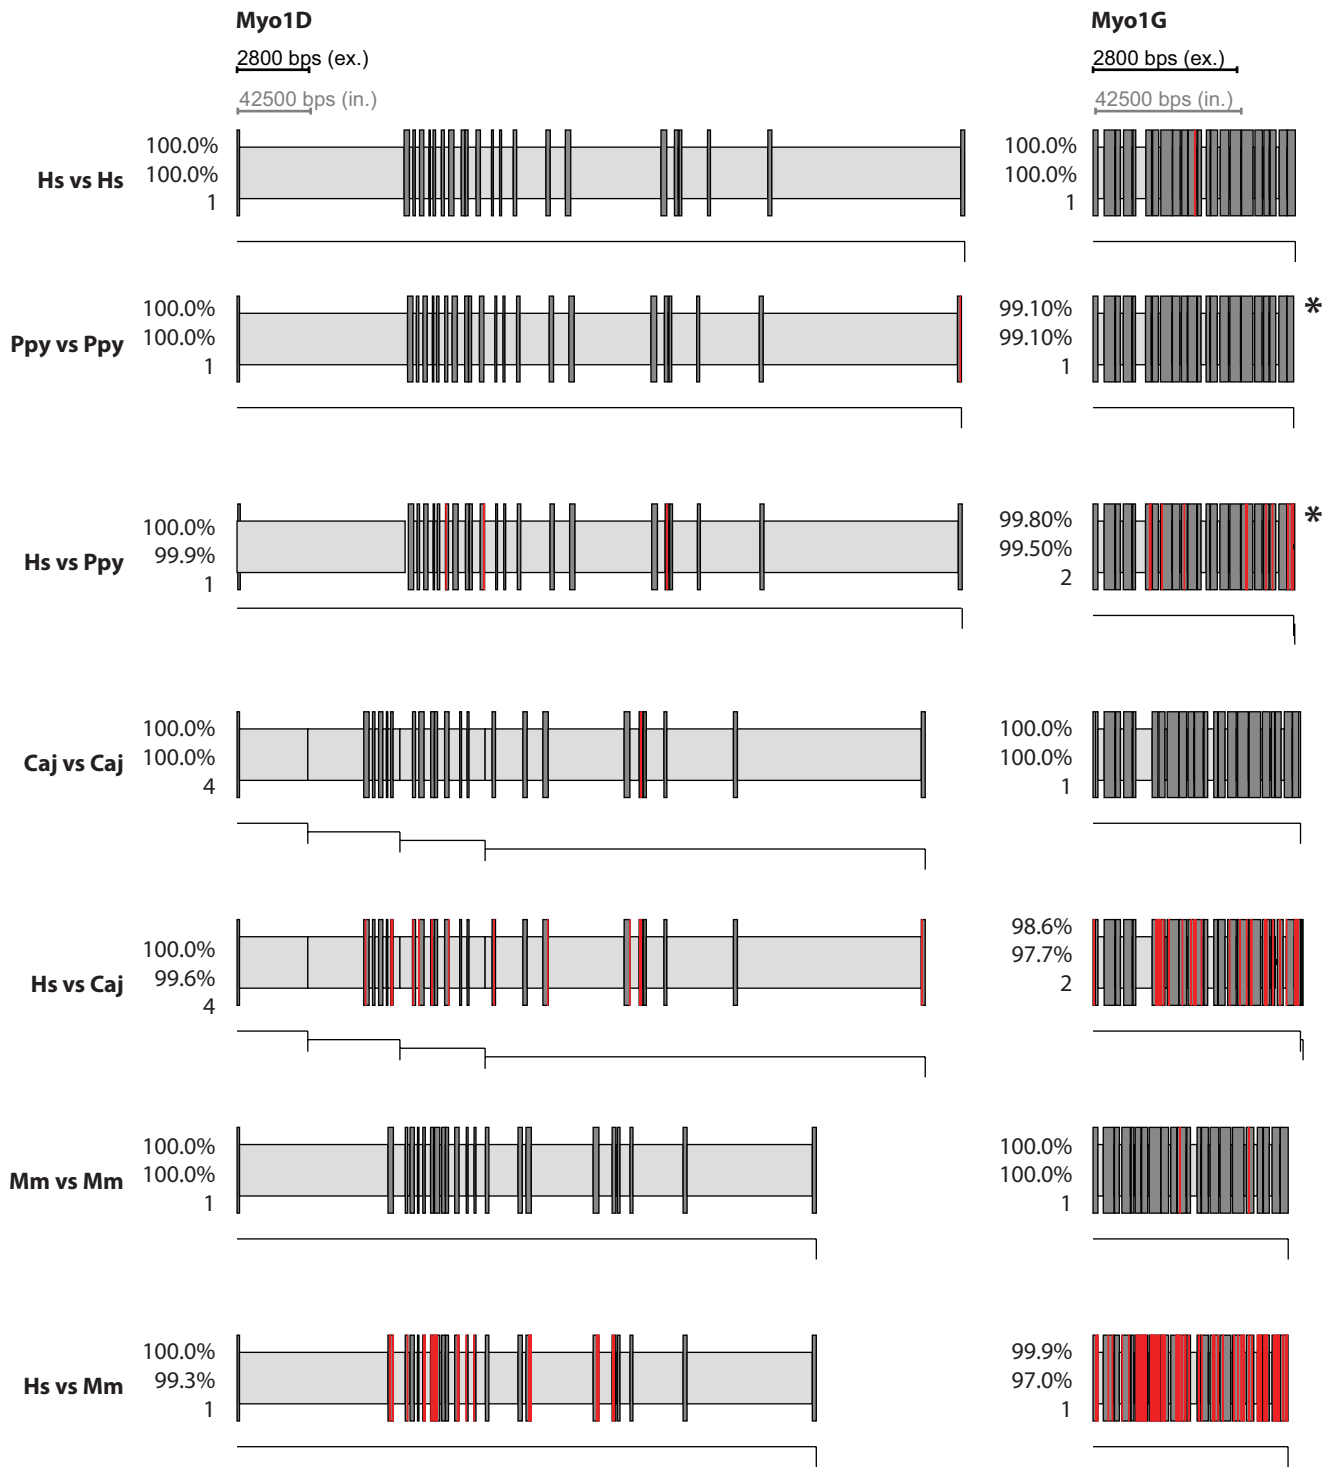 Myo1D Myo1G
2800 bps (ex.) 2800 bps (ex.)
42500 bps (in.) 42500 bps (in.)
100.0% 100.0%
Hs vs Hs 100.0% 100.0%
1 1
100.0% 99.10% *
Ppy vs Ppy 100.0% 99.10%
1 1
100.0% 99.80% *
Hs vs Ppy 99.9% 99.50%
1 2
100.0% 100.0%
Caj vs Caj 100.0% 100.0%
4 1
100.0% 98.6%
Hs vs Caj 99.6% 97.7%
4 2
100.0% 100.0%
Mm vs Mm 100.0% 100.0%
1 1
100.0% 99.9%
Hs vs Mm 99.3% 97.0%
1 1